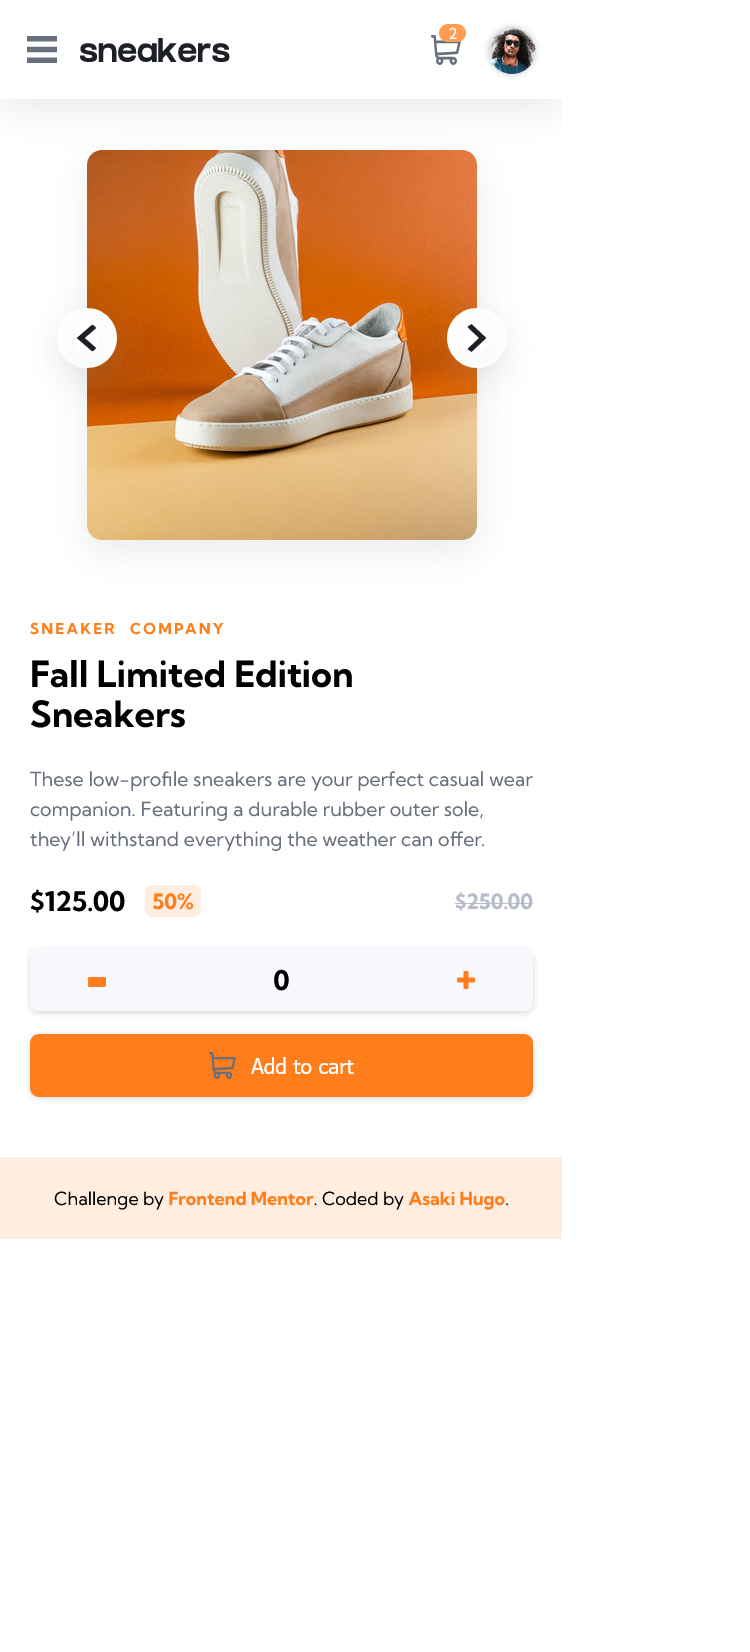 sneakers
2
SNEAKER COMPANY
Fall Limited Edition
Sneakers
These low-profile sneakers are your perfect casual wear
companion. Featuring a durable rubber outer sole,
they’ll withstand everything the weather can offer.
$125.00 50% $250.00
0
Add to cart
Challenge by Frontend Mentor. Coded by Asaki Hugo.